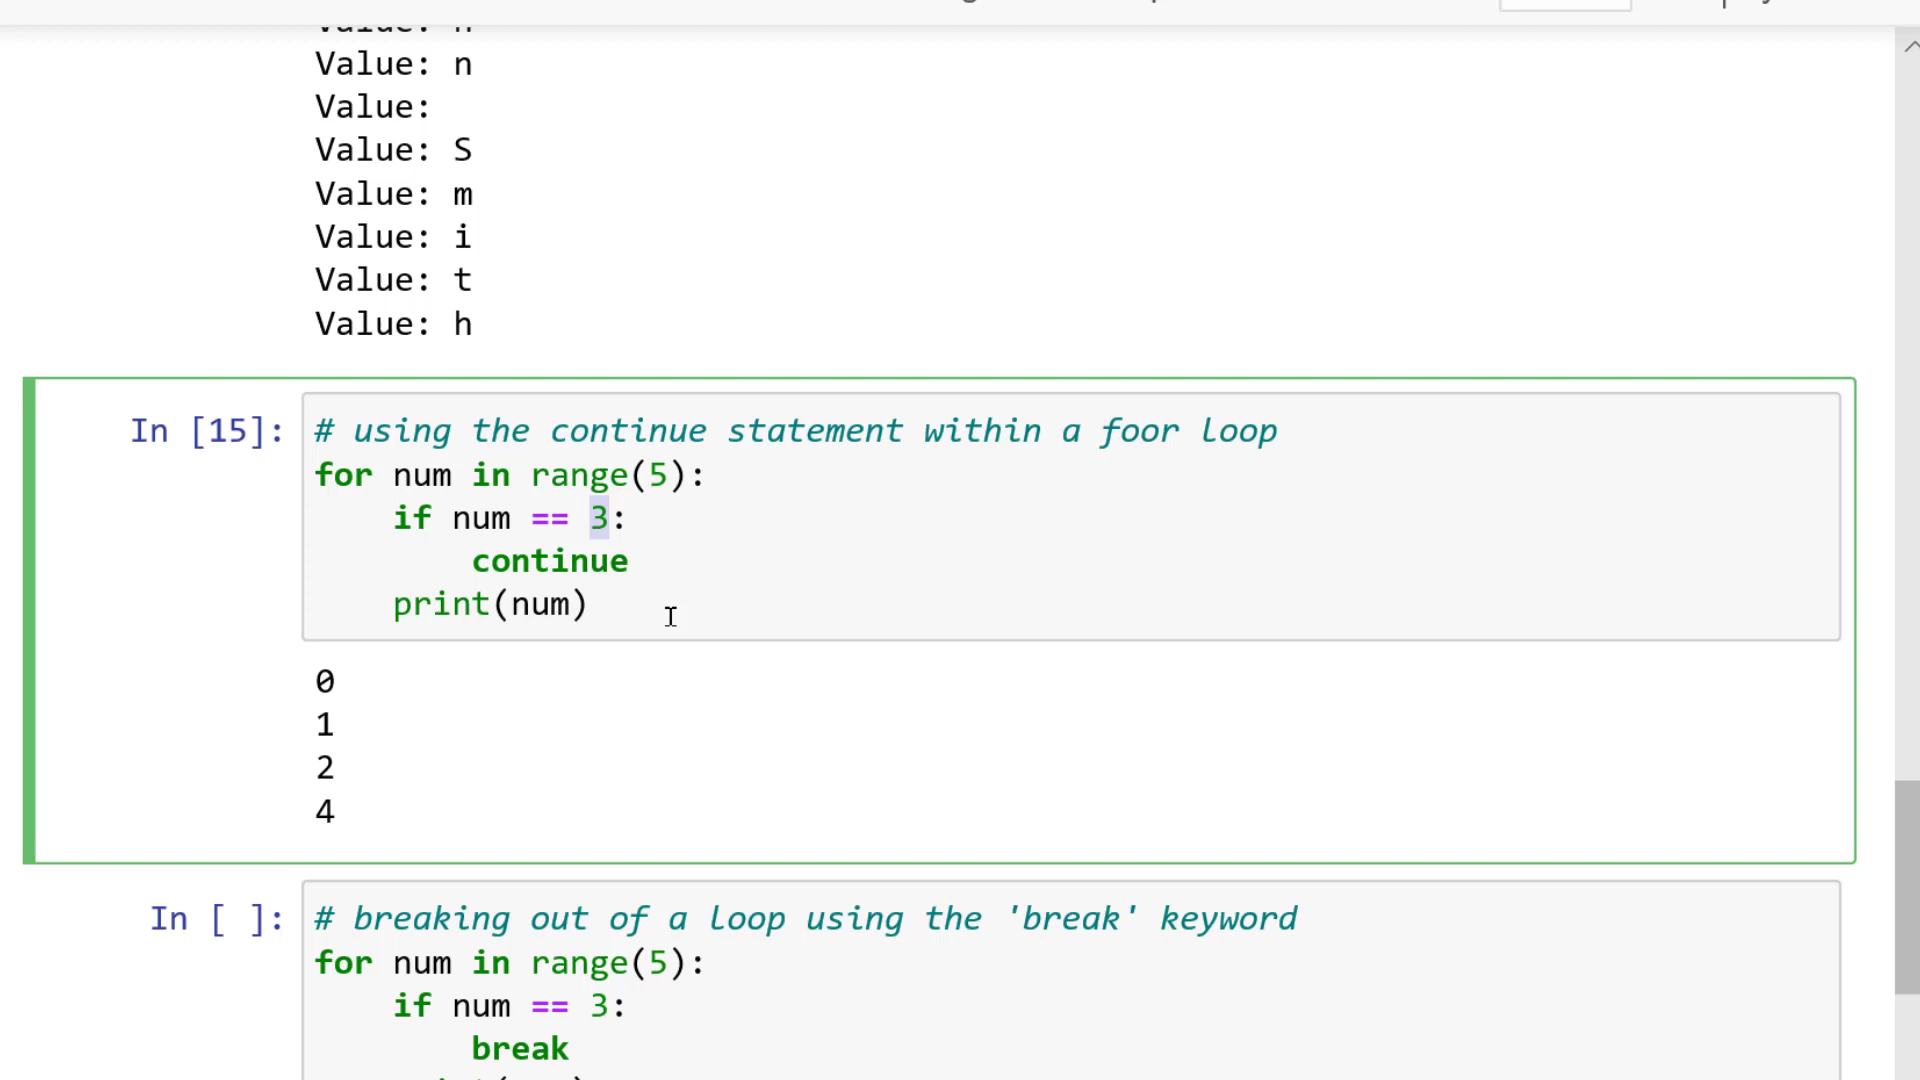 Value: n
Value:
Value: S
Value: m
Value: i
Value: t
Value: h
In [15]: # using the continue statement within a foor loop
for num in range(5):
    if num == 3:
        continue
    print(num)
0
1
2
4
In [ ]: # breaking out of a loop using the 'break' keyword
for num in range(5):
    if num == 3:
        break